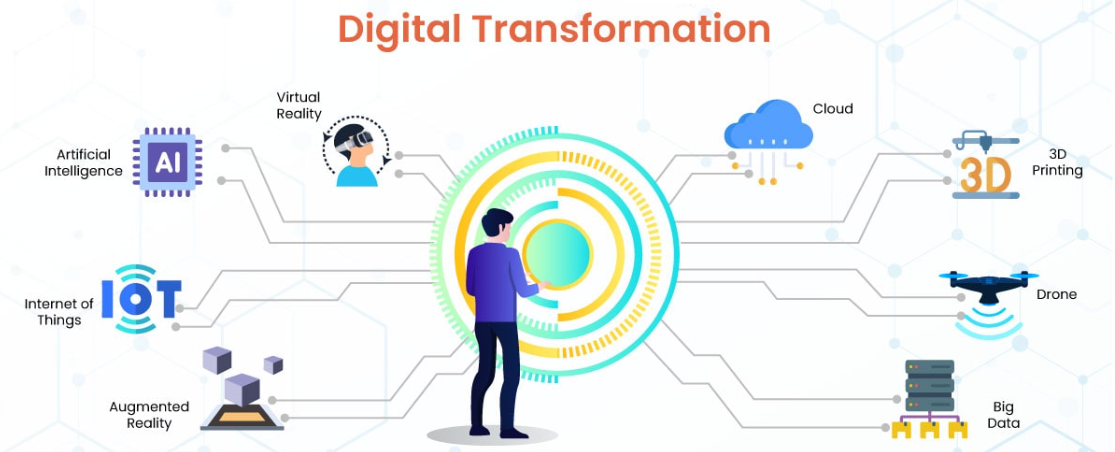 Digital Transformation
Virtual
Reality
Cloud
Artificial
Intelligence
AI
3D
3D
Printing
Internet of
Things
IOT
Drone
Augmented
Reality
Big
Data